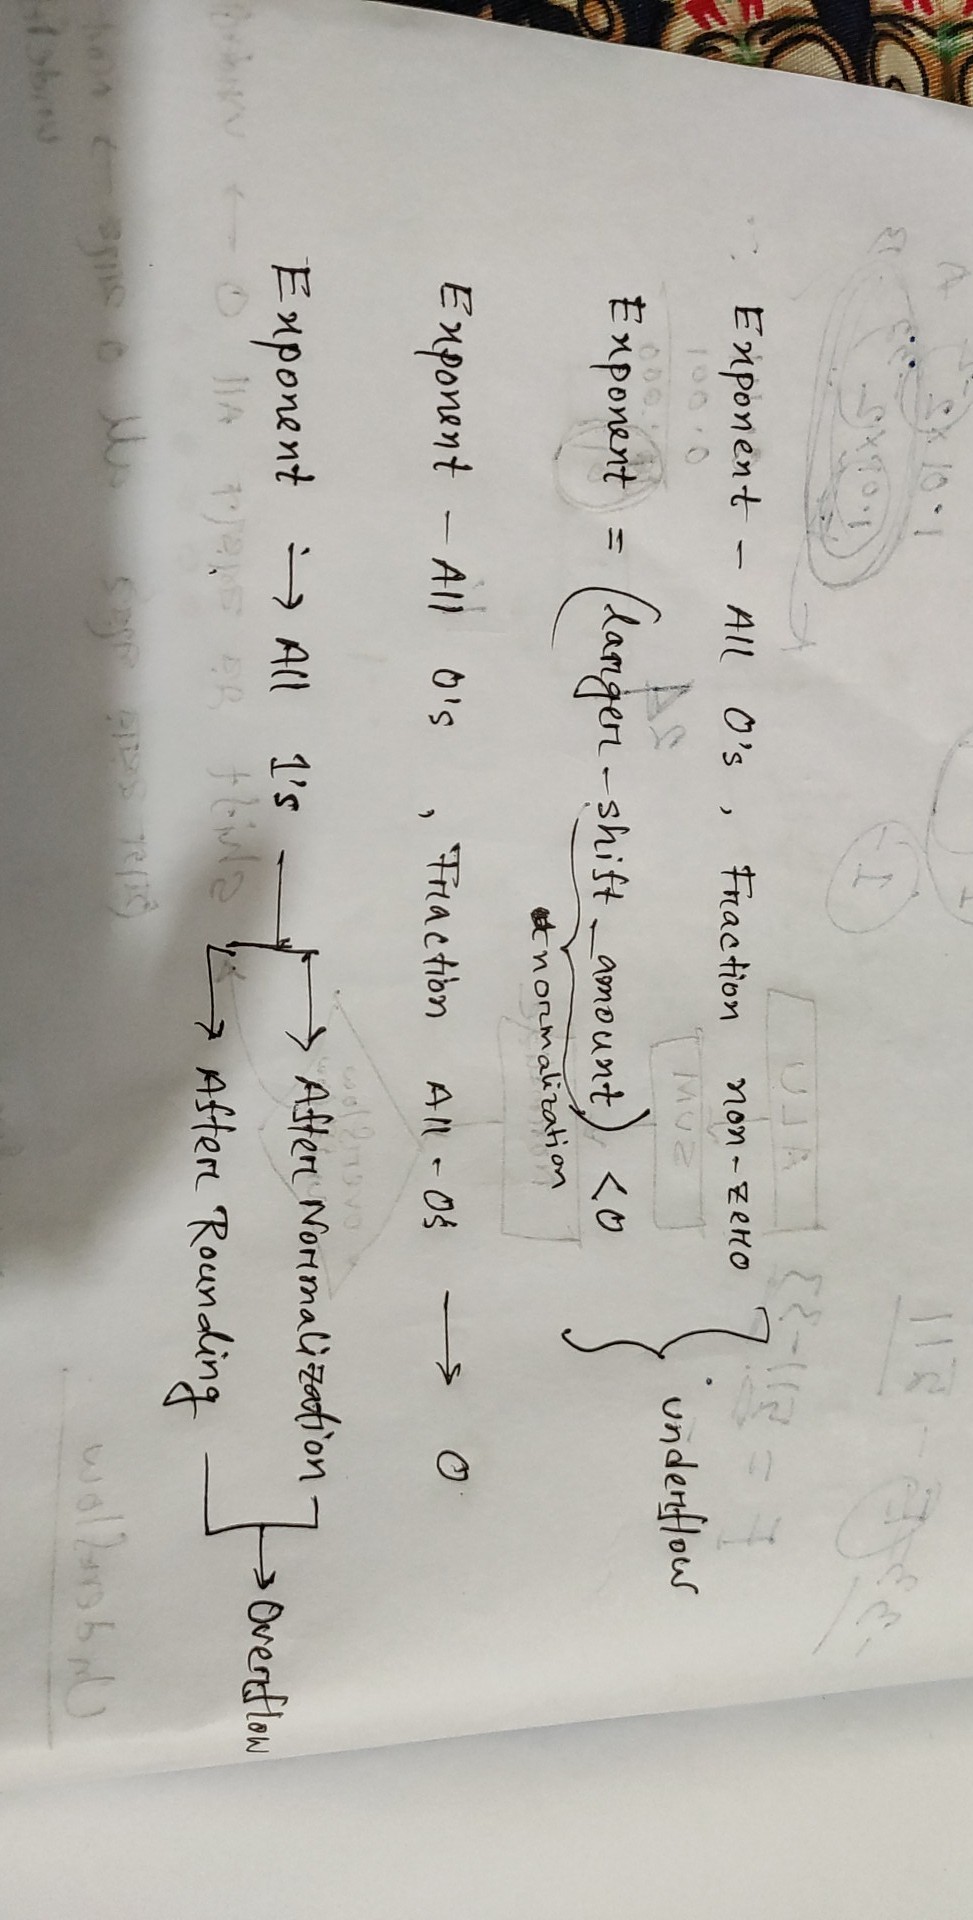 Exponent - All 0's , Fraction non-zero
underflow
Exponent = (larger - shift_amount) <0
normalization
Exponent - All 0's , Fraction All - 0s → 0
Exponent → All 1's
After Normalization
After Rounding
→ Overflow